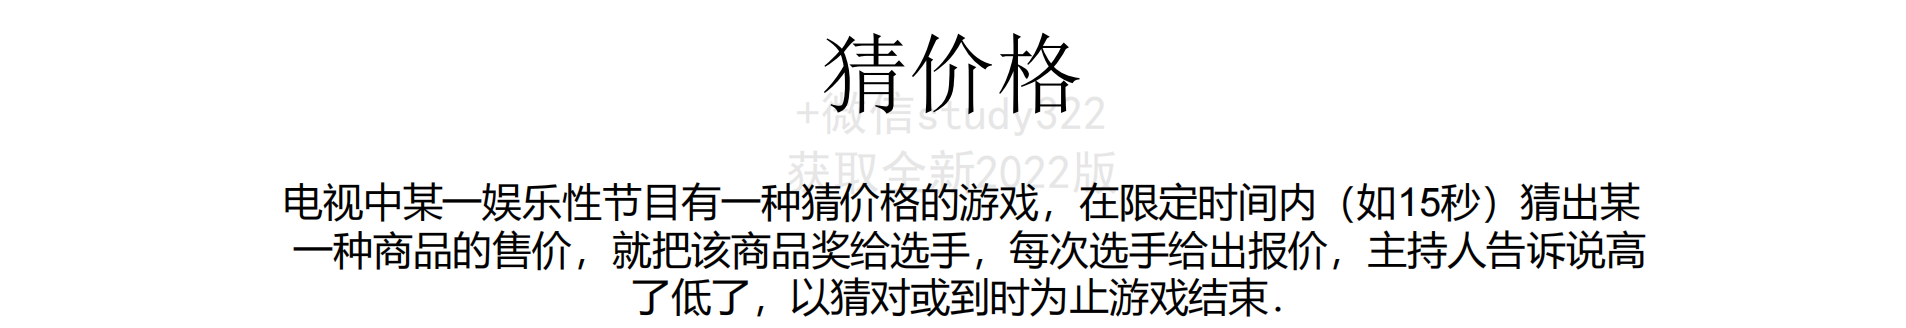 猜价格
+微信study322
获取全新2022版
电视中某一娱乐性节目有一种猜价格的游戏，在限定时间内（如15秒）猜出某
一种商品的售价，就把该商品奖给选手，每次选手给出报价，主持人告诉说高
了低了，以猜对或到时为止游戏结束.